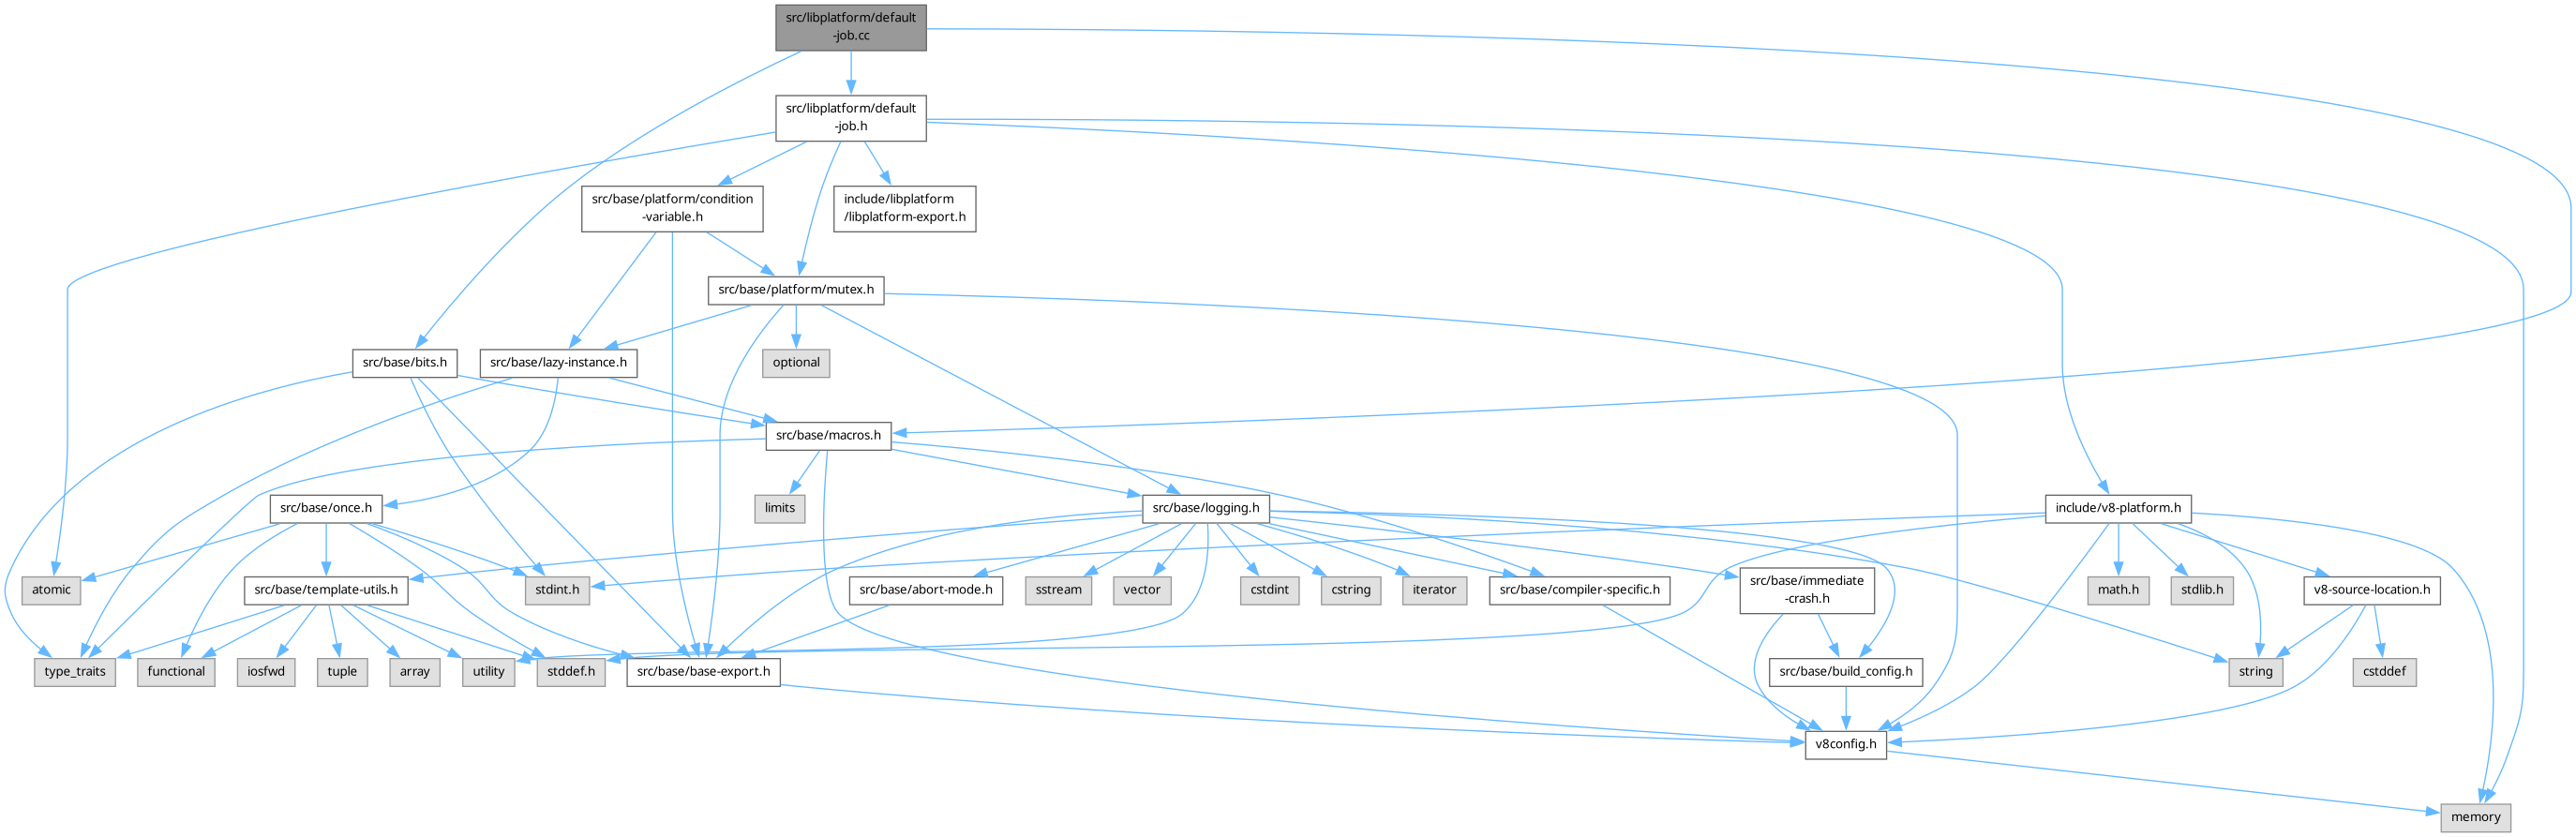 src/libplatform/default
-job.cc
src/libplatform/default
-job.h
src/base/platform/condition
-variable.h
include/libplatform
/libplatform-export.h
src/base/platform/mutex.h
src/base/bits.h
src/base/lazy-instance.h
optional
src/base/macros.h
src/base/once.h
limits
src/base/logging.h
include/v8-platform.h
atomic
src/base/template-utils.h
stdint.h
src/base/abort-mode.h
sstream
vector
cstdint
cstring
iterator
src/base/compiler-specific.h
src/base/immediate
-crash.h
math.h
stdlib.h
v8-source-location.h
type_traits
functional
iosfwd
tuple
array
utility
stddef.h
src/base/base-export.h
src/base/build_config.h
string
cstddef
v8config.h
memory